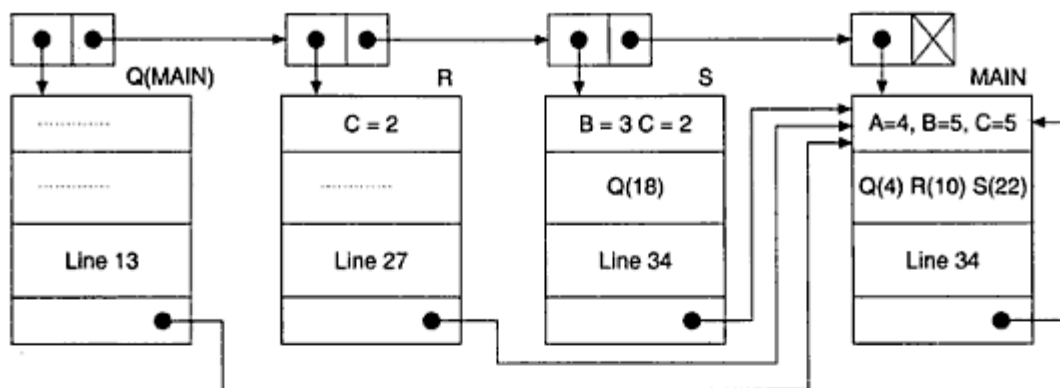 Q(MAIN)
R
S
MAIN
C = 2
B = 3 C = 2
A=4, B=5, C=5
Q(18)
Q(4) R(10) S(22)
Line 13
Line 27
Line 34
Line 34